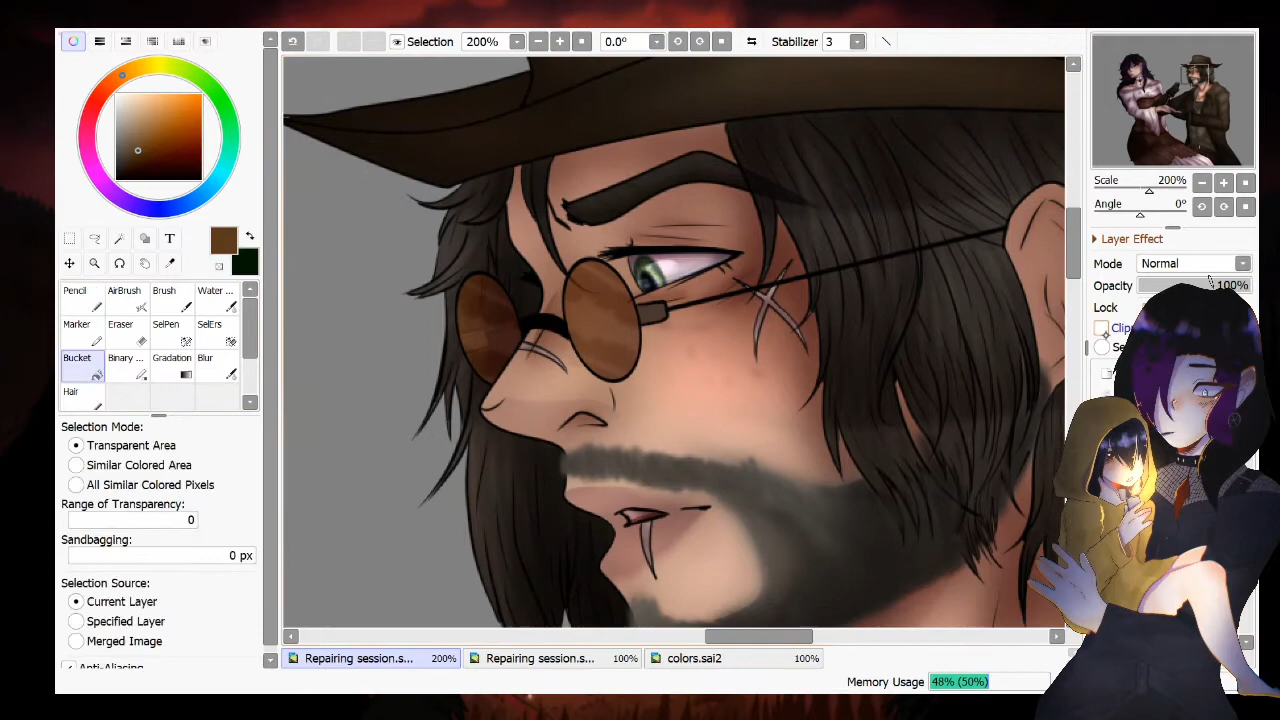 Selection 200% 0.0° Stabilizer 3
T
Pencil AirBrush Brush Water ...
Marker Eraser SelPen SelErs
Bucket Binary ... Gradation Blur
Hair
Selection Mode:
Transparent Area
Similar Colored Area
All Similar Colored Pixels
Range of Transparency:
0
Sandbagging:
0 px
Selection Source:
Current Layer
Specified Layer
Merged Image
Scale 200%
Angle 0°
Layer Effect
Mode Normal
Opacity 100%
Lock
Repairing session.s... 200% Repairing session.s... 100% colors.sai2 100%
Memory Usage 48% (50%)